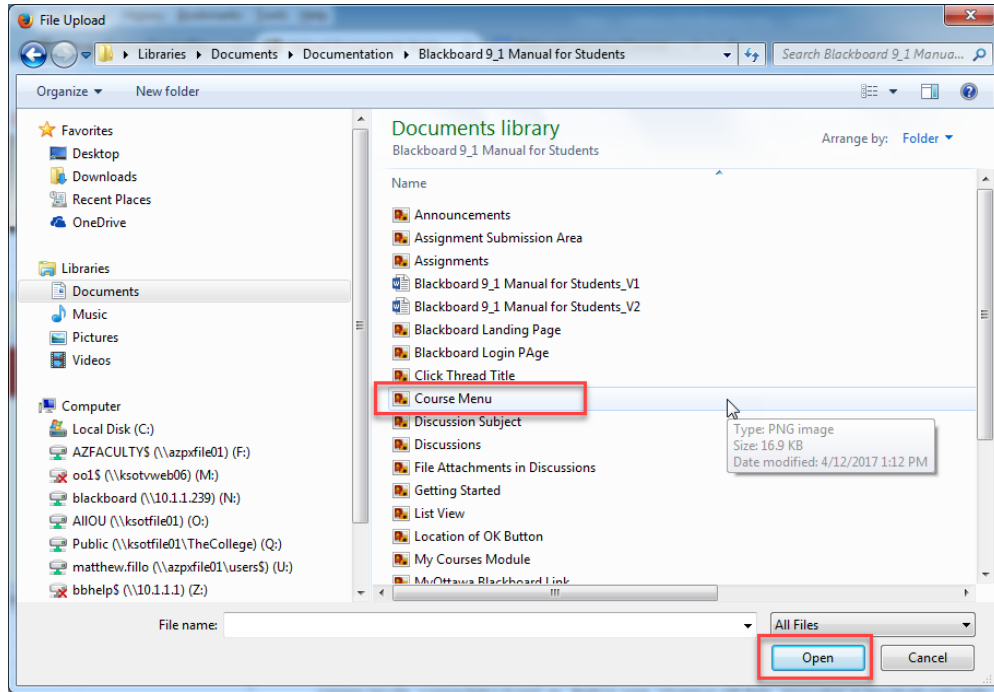 File Upload
Libraries Documents Documentation Blackboard 9_1 Manual for Students
Search Blackboard 9_1 Manua...
Organize New folder
Favorites
Desktop
Downloads
Recent Places
OneDrive
Libraries
Documents
Music
Pictures
Videos
Computer
Local Disk (C:)
AZFACULTY$ (\\azpxfile01) (F:)
oo1$ (\\ksotvweb06) (M:)
blackboard (\\10.1.1.239) (N:)
AllOU (\\ksotfile01) (O:)
Public (\\ksotfile01\TheCollege) (Q:)
matthew.fillo (\\azpxfile01\users$) (U:)
bbhelp$ (\\10.1.1.1) (Z:)
Documents library
Blackboard 9_1 Manual for Students
Arrange by: Folder
Name
Announcements
Assignment Submission Area
Assignments
Blackboard 9_1 Manual for Students_V1
Blackboard 9_1 Manual for Students_V2
Blackboard Landing Page
Blackboard Login PAge
Click Thread Title
Course Menu
Discussion Subject
Discussions
File Attachments in Discussions
Getting Started
List View
Location of OK Button
My Courses Module
MyOttawa Blackboard Link
Type: PNG image
Size: 16.9 KB
Date modified: 4/12/2017 1:12 PM
File name:
All Files
Open Cancel